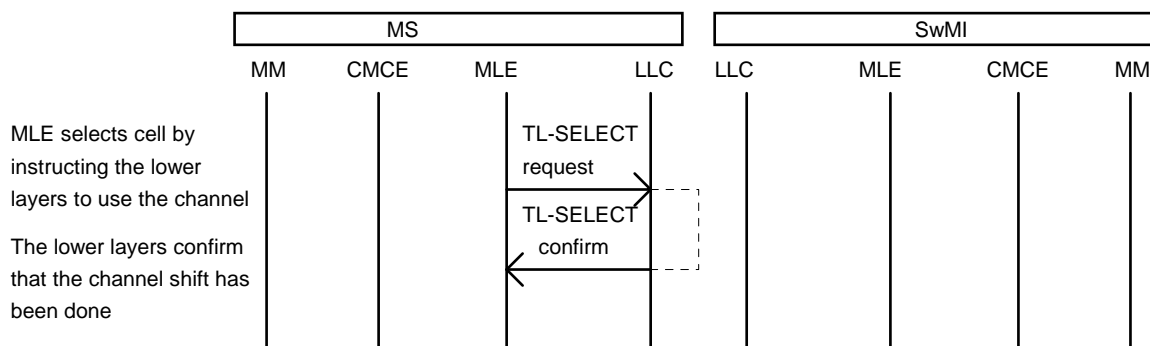 MS
SwMI
MM CMCE MLE LLC LLC MLE CMCE MM
MLE selects cell by
instructing the lower
layers to use the channel
TL-SELECT
request
TL-SELECT
confirm
The lower layers confirm
that the channel shift has
been done